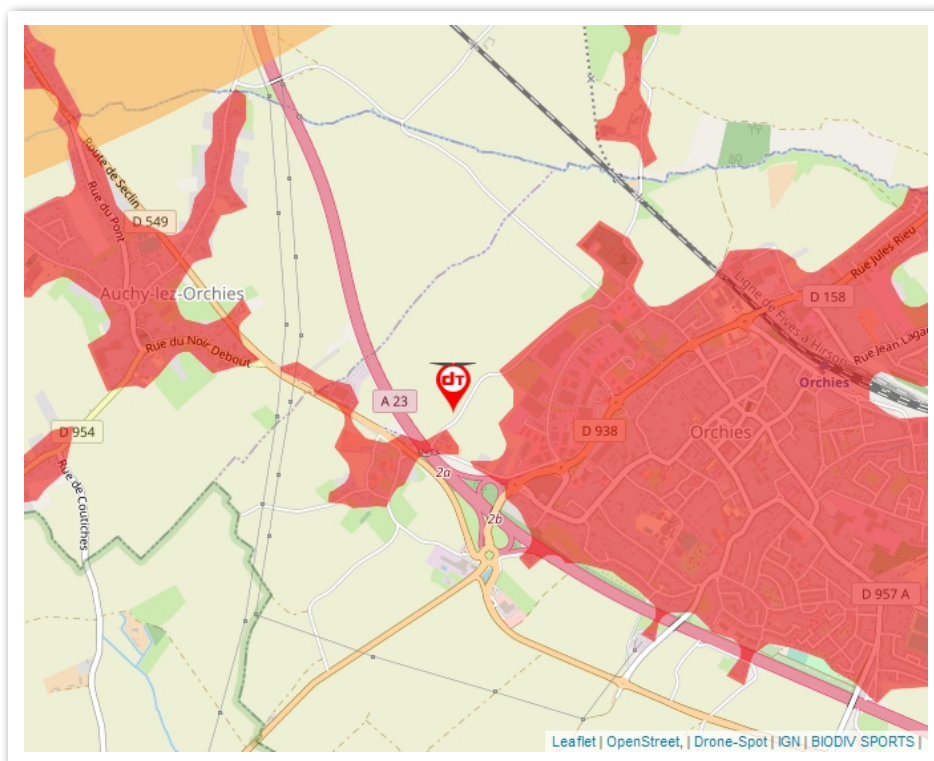 Route de Seclin
Rue du Pont
D 549
Auchy-lez-Orchies
Rue du Noir Debout
D 954
Rue de Coutiches
A 23
dT
2a
2b
D 938
Orchies
D 158
Rue Jules Rieu
Ligne de Fives à Hirson
Rue Jean Laga
Orchies
D 957 A
Leaflet | OpenStreet, | Drone-Spot | IGN | BIODIV SPORTS |